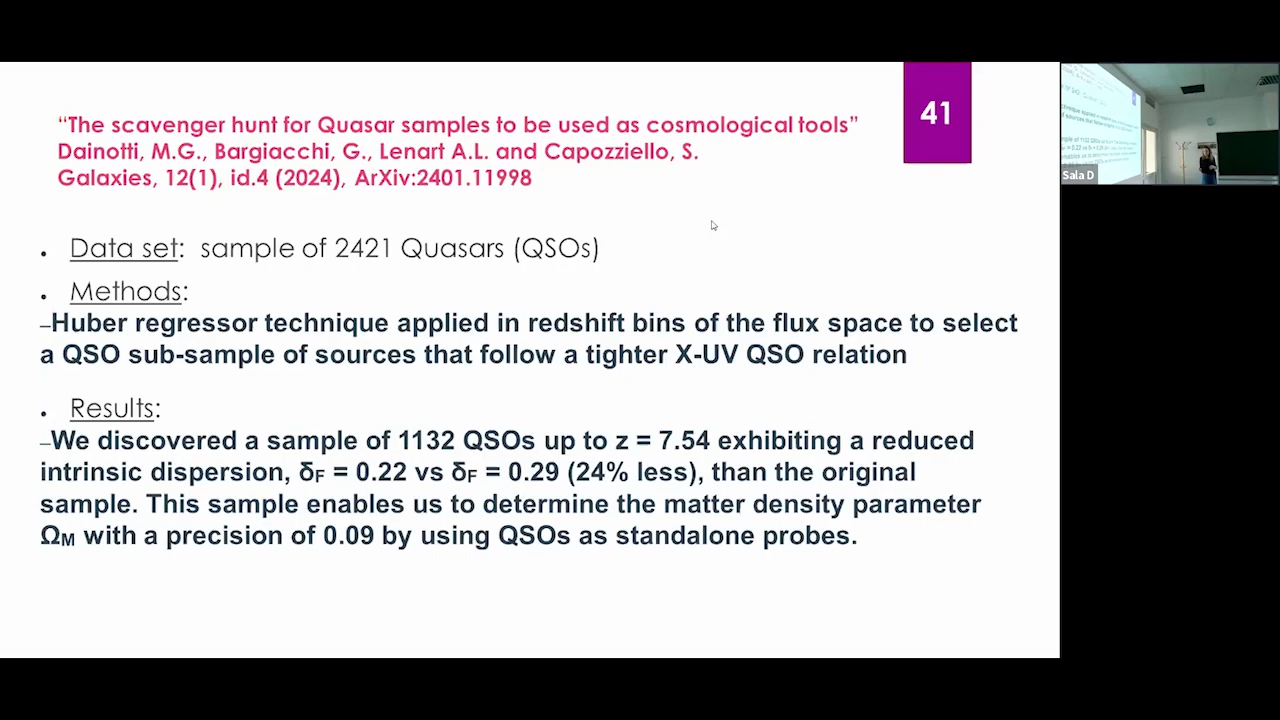 41
“The scavenger hunt for Quasar samples to be used as cosmological tools”
Dainotti, M.G., Bargiacchi, G., Lenart A.L. and Capozziello, S.
Galaxies, 12(1), id.4 (2024), ArXiv:2401.11998
• Data set: sample of 2421 Quasars (QSOs)
• Methods:
–Huber regressor technique applied in redshift bins of the flux space to select
a QSO sub-sample of sources that follow a tighter X-UV QSO relation
• Results:
–We discovered a sample of 1132 QSOs up to z = 7.54 exhibiting a reduced
intrinsic dispersion, δF = 0.22 vs δF = 0.29 (24% less), than the original
sample. This sample enables us to determine the matter density parameter
ΩM with a precision of 0.09 by using QSOs as standalone probes.
Sala D